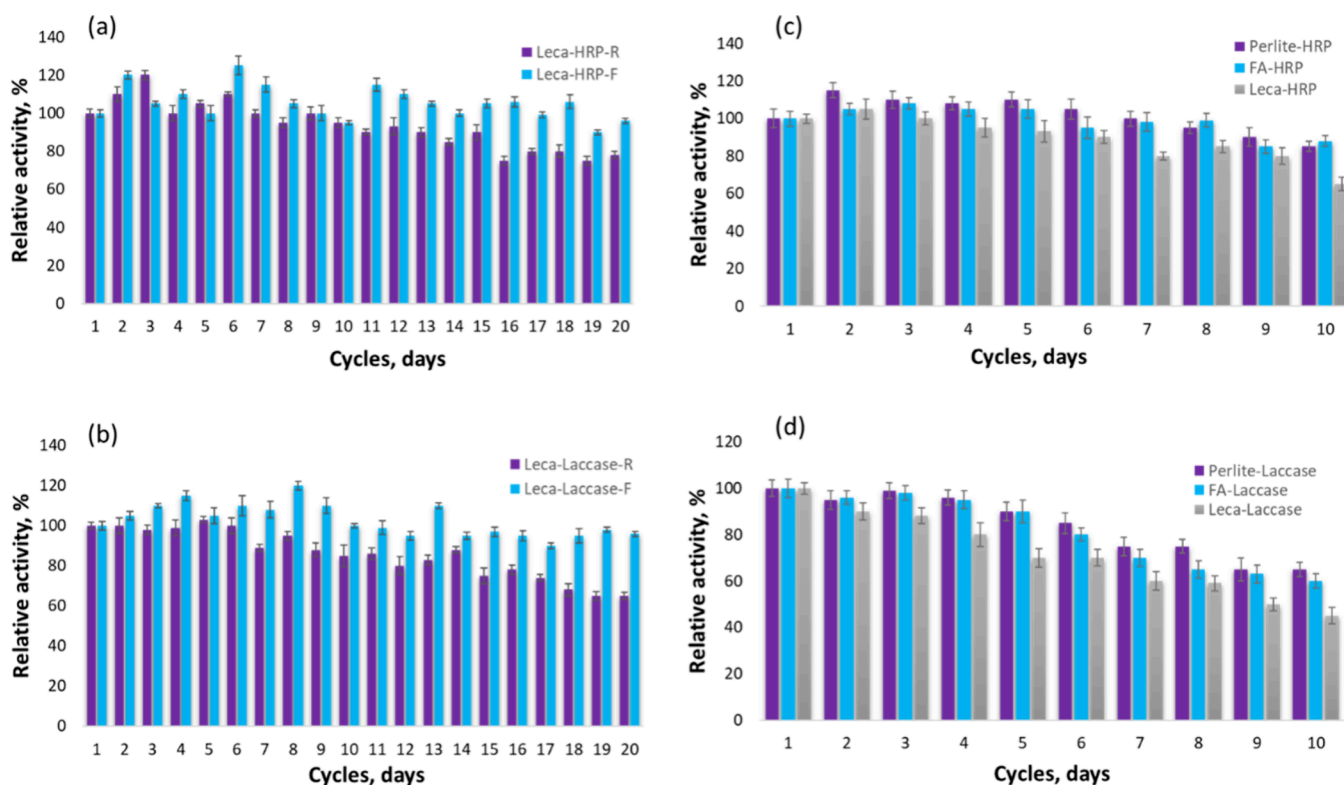 (a)
Leca-HRP-R
Leca-HRP-F
Relative activity, %
140
120
100
80
60
40
20
0
1 2 3 4 5 6 7 8 9 10 11 12 13 14 15 16 17 18 19 20
Cycles, days
(c)
Perlite-HRP
FA-HRP
Leca-HRP
Relative activity, %
140
120
100
80
60
40
20
0
1 2 3 4 5 6 7 8 9 10
Cycles, days
(b)
Leca-Laccase-R
Leca-Laccase-F
Relative activity, %
140
120
100
80
60
40
20
0
1 2 3 4 5 6 7 8 9 10 11 12 13 14 15 16 17 18 19 20
Cycles, days
(d)
Perlite-Laccase
FA-Laccase
Leca-Laccase
Relative activity, %
120
100
80
60
40
20
0
1 2 3 4 5 6 7 8 9 10
Cycles, days